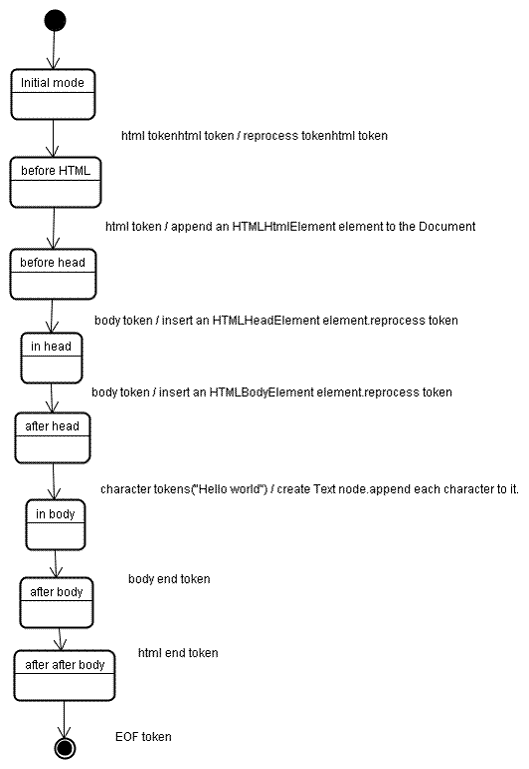 Initial mode
html tokenhtml token / reprocess tokenhtml token
before HTML
html token / append an HTMLHtmlElement element to the Document
before head
body token / insert an HTMLHeadElement element.reprocess token
in head
body token / insert an HTMLBodyElement element.reprocess token
after head
character tokens("Hello world") / create Text node.append each character to it.
in body
body end token
after body
html end token
after after body
EOF token